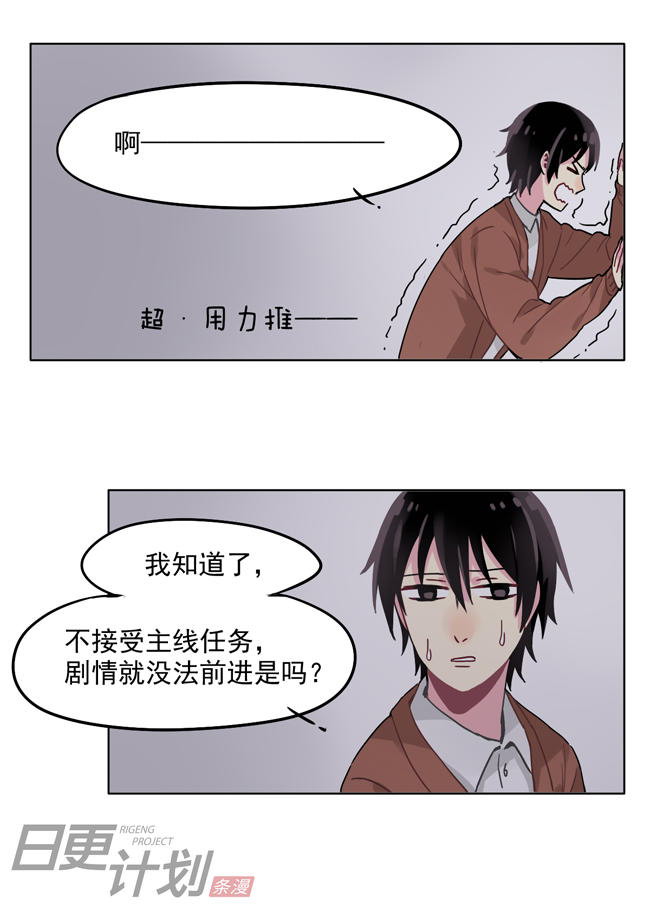 啊——————————
超·用力推——
我知道了，
不接受主线任务，
剧情就没法前进是吗？
日更计划
RIGENG
PROJECT
条漫